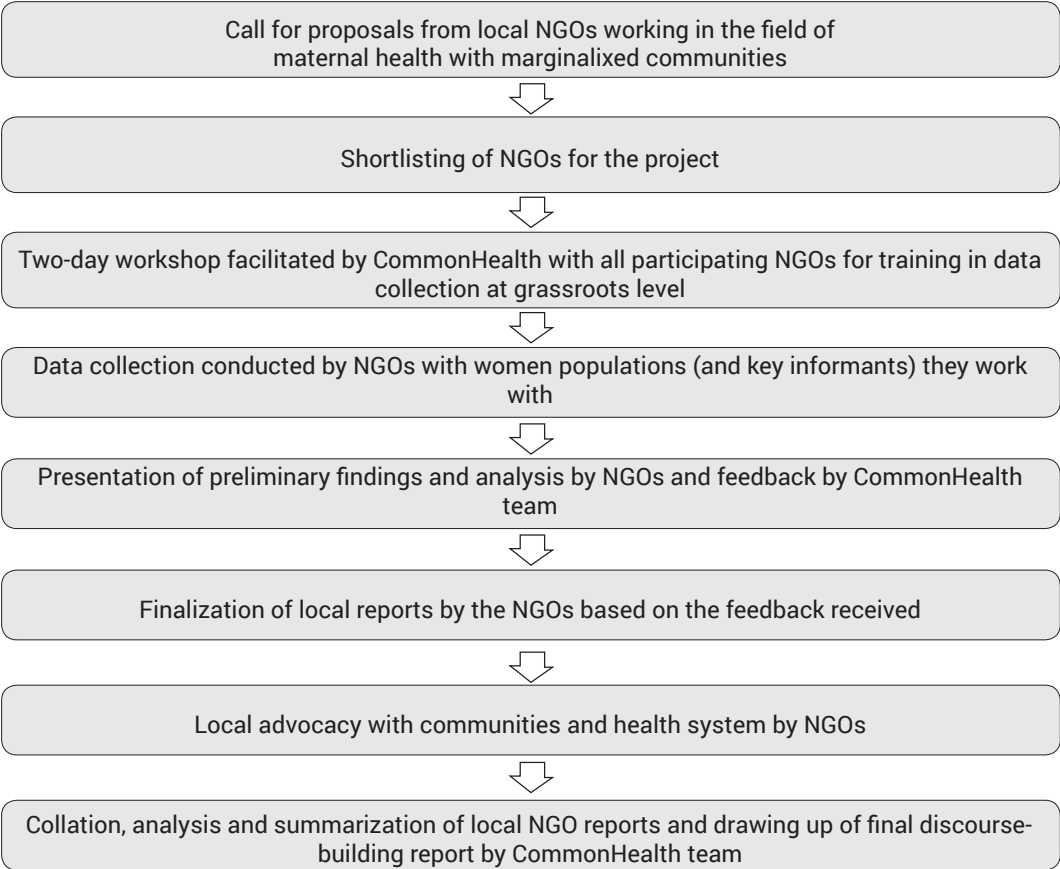 Call for proposals from local NGOs working in the field of
maternal health with marginalixed communities
Shortlisting of NGOs for the project
Two-day workshop facilitated by CommonHealth with all participating NGOs for training in data
collection at grassroots level
Data collection conducted by NGOs with women populations (and key informants) they work
with
Presentation of preliminary findings and analysis by NGOs and feedback by CommonHealth
team
Finalization of local reports by the NGOs based on the feedback received
Local advocacy with communities and health system by NGOs
Collation, analysis and summarization of local NGO reports and drawing up of final discourse-
building report by CommonHealth team